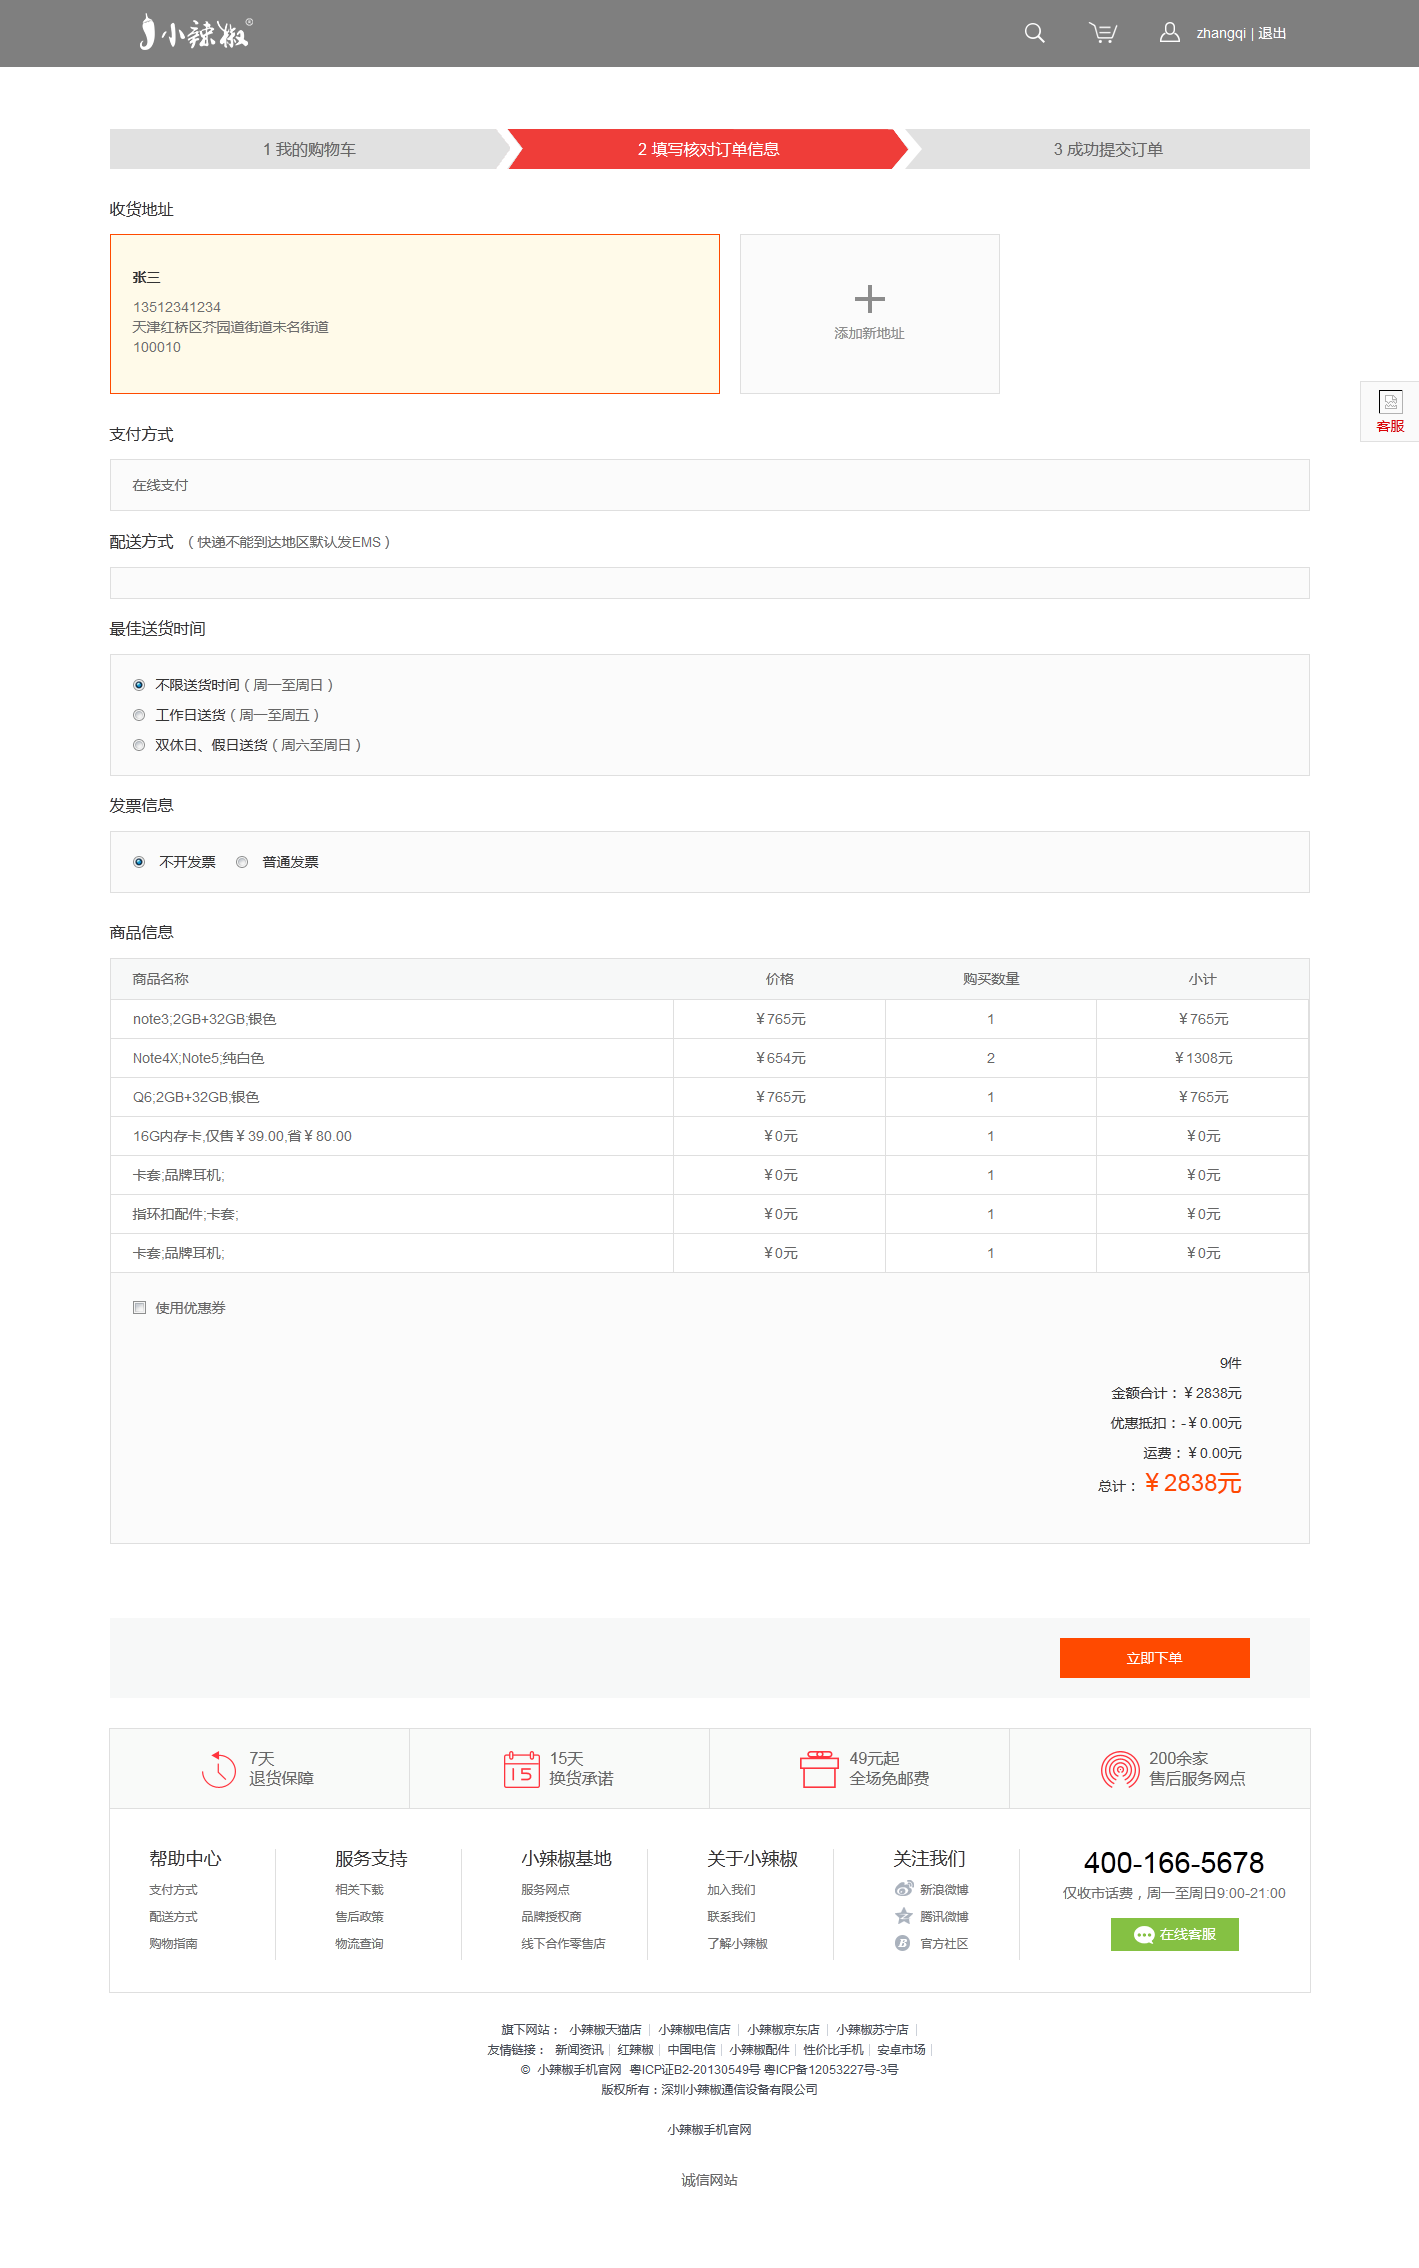 小辣椒®
zhangqi | 退出
1 我的购物车 2 填写核对订单信息 3 成功提交订单
收货地址
张三
13512341234
天津红桥区芥园道街道未名街道
100010
添加新地址
客服
支付方式
在线支付
配送方式 （快递不能到达地区默认发EMS）
最佳送货时间
不限送货时间（周一至周日）
工作日送货（周一至周五）
双休日、假日送货（周六至周日）
发票信息
不开发票 普通发票
商品信息
商品名称 价格 购买数量 小计
note3;2GB+32GB;银色 ￥765元 1 ￥765元
Note4X;Note5;纯白色 ￥654元 2 ￥1308元
Q6;2GB+32GB;银色 ￥765元 1 ￥765元
16G内存卡,仅售￥39.00,省￥80.00 ￥0元 1 ￥0元
卡套;品牌耳机; ￥0元 1 ￥0元
指环扣配件;卡套; ￥0元 1 ￥0元
卡套;品牌耳机; ￥0元 1 ￥0元
使用优惠券
9件
金额合计：￥2838元
优惠抵扣：-￥0.00元
运费：￥0.00元
总计：￥2838元
立即下单
7天
退货保障
15
15天
换货承诺
49元起
全场免邮费
200余家
售后服务网点
帮助中心
支付方式
配送方式
购物指南
服务支持
相关下载
售后政策
物流查询
小辣椒基地
服务网点
品牌授权商
线下合作零售店
关于小辣椒
加入我们
联系我们
了解小辣椒
关注我们
新浪微博
腾讯微博
官方社区
400-166-5678
仅收市话费，周一至周日9:00-21:00
在线客服
旗下网站： 小辣椒天猫店 | 小辣椒电信店 | 小辣椒京东店 | 小辣椒苏宁店 |
友情链接： 新闻资讯 | 红辣椒 | 中国电信 | 小辣椒配件 | 性价比手机 | 安卓市场 |
© 小辣椒手机官网 粤ICP证B2-20130549号 粤ICP备12053227号-3号
版权所有：深圳小辣椒通信设备有限公司
小辣椒手机官网
诚信网站